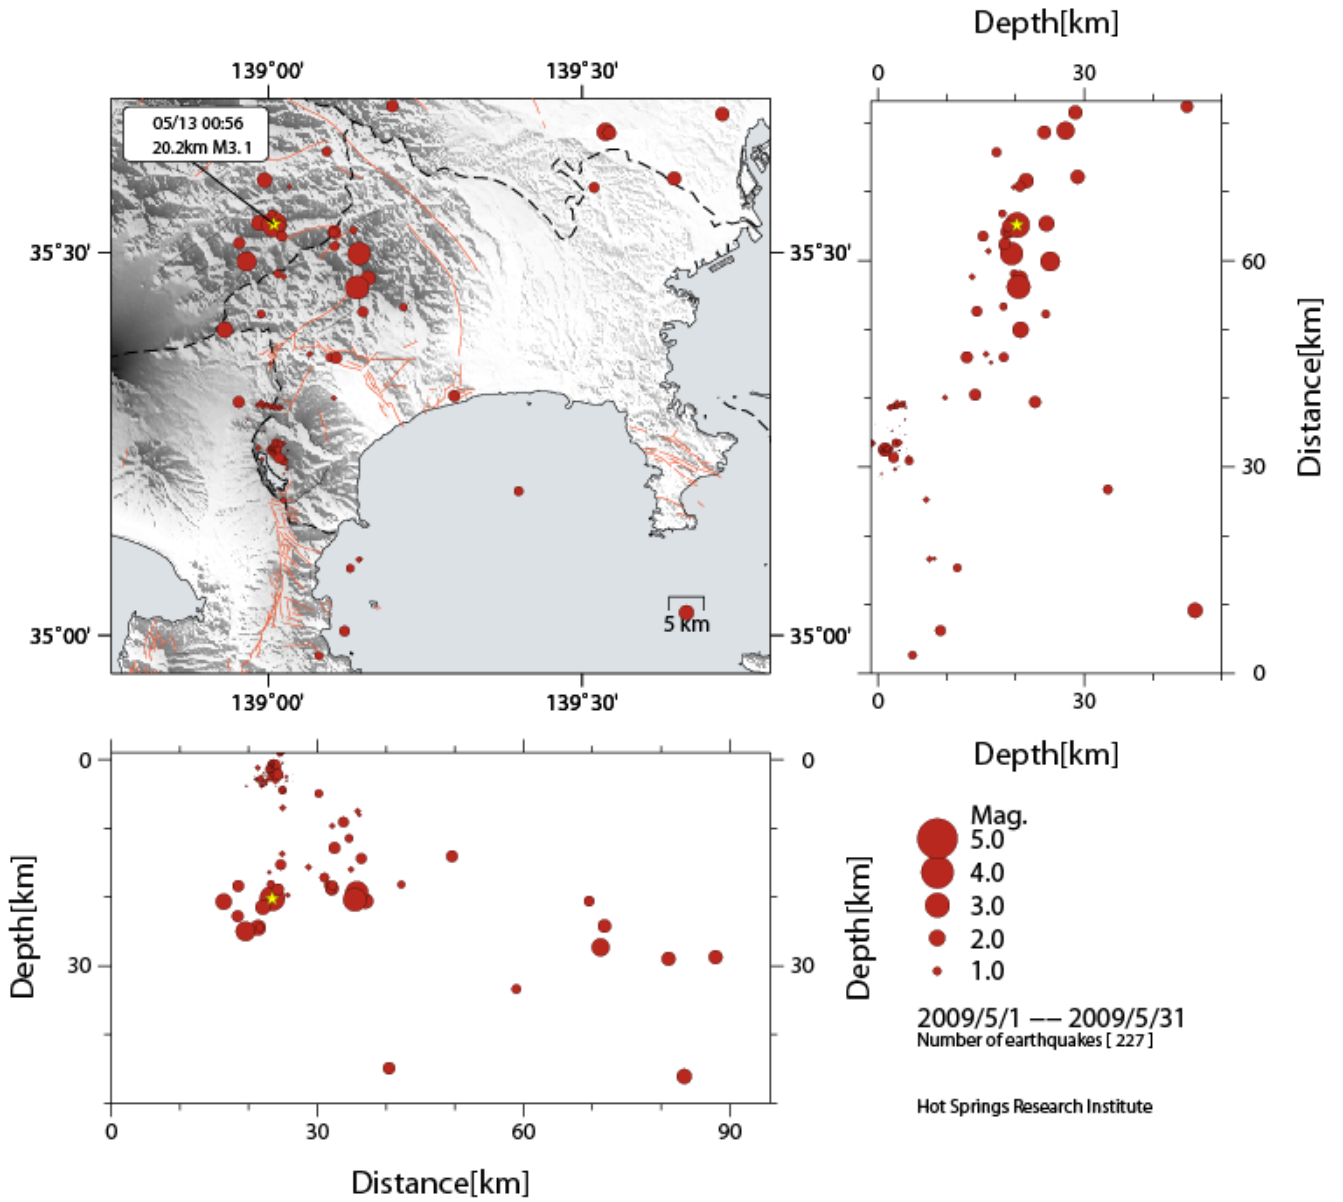 Depth[km]
139°00'
139°30'
0
30
05/13 00:56
20.2km M3.1
35°30'
35°30'
60
30
Distance[km]
5 km
35°00'
35°00'
0
139°00'
139°30'
0
30
Depth[km]
0
0
30
30
Depth[km]
Depth[km]
Mag.
5.0
4.0
3.0
2.0
1.0
2009/5/1 −− 2009/5/31
Number of earthquakes [ 227 ]
Hot Springs Research Institute
0
30
60
90
Distance[km]